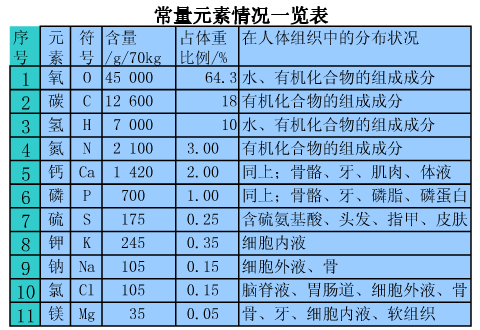 常量元素情况一览表
序号 元素 符号 含量/g/70kg 占体重比例/% 在人体组织中的分布状况
1 氧 O 45 000 64.3 水、有机化合物的组成成分
2 碳 C 12 600 18 有机化合物的组成成分
3 氢 H 7 000 10 水、有机化合物的组成成分
4 氮 N 2 100 3.00 有机化合物的组成成分
5 钙 Ca 1 420 2.00 同上；骨骼、牙、肌肉、体液
6 磷 P 700 1.00 同上；骨骼、牙、磷脂、磷蛋白
7 硫 S 175 0.25 含硫氨基酸、头发、指甲、皮肤
8 钾 K 245 0.35 细胞内液
9 钠 Na 105 0.15 细胞外液、骨
10 氯 Cl 105 0.15 脑脊液、胃肠道、细胞外液、骨
11 镁 Mg 35 0.05 骨、牙、细胞内液、软组织